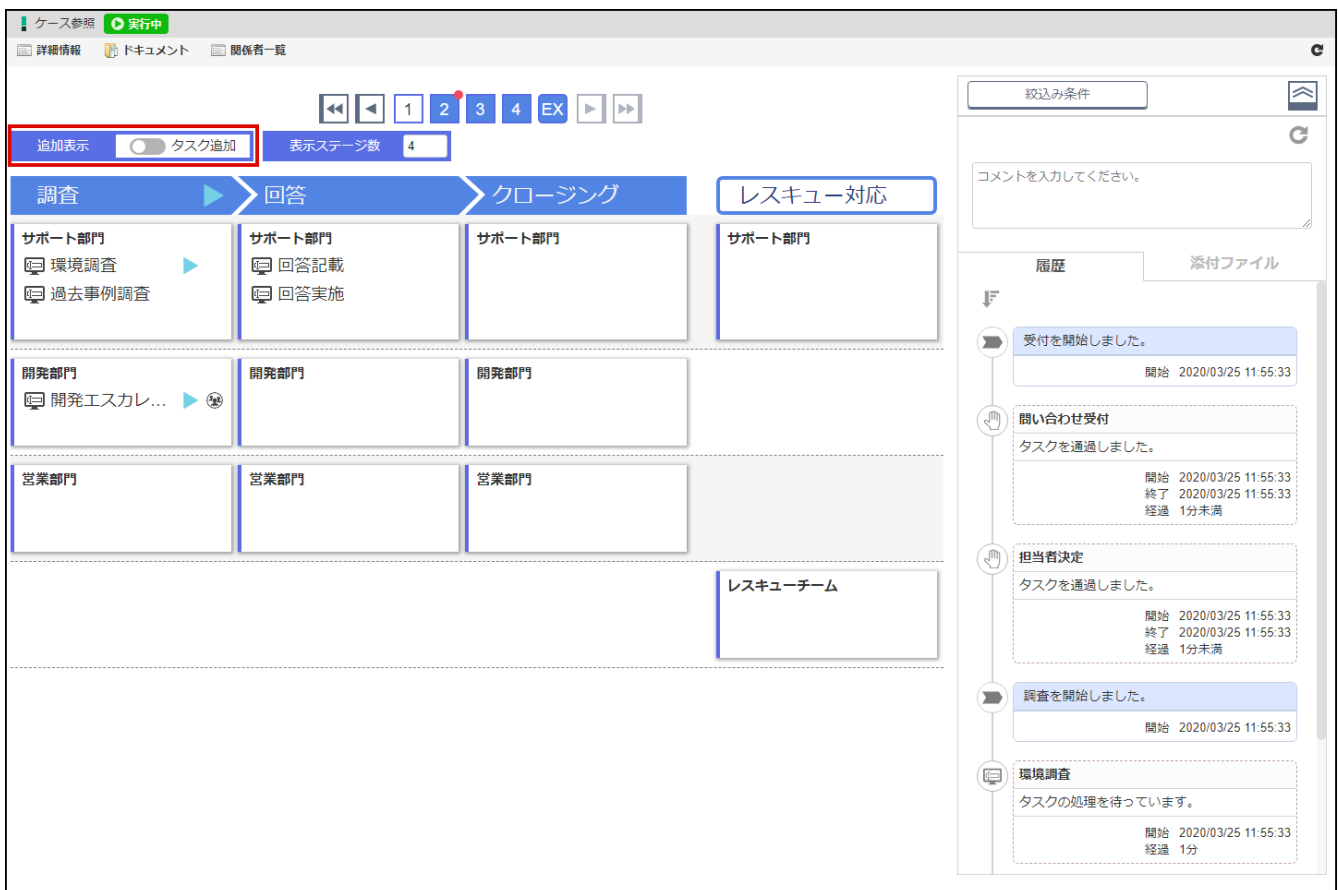 ケース参照 実行中
詳細情報 ドキュメント 関係者一覧
1 2 3 4 EX
追加表示 タスク追加 表示ステージ数 4
調査 回答 クロージング レスキュー対応
サポート部門 サポート部門 サポート部門 サポート部門
環境調査 回答記載
過去事例調査 回答実施
開発部門 開発部門 開発部門
開発エスカレ...
営業部門 営業部門 営業部門
レスキューチーム
絞込み条件
コメントを入力してください。
履歴 添付ファイル
受付を開始しました。
開始 2020/03/25 11:55:33
問い合わせ受付
タスクを通過しました。
開始 2020/03/25 11:55:33
終了 2020/03/25 11:55:33
経過 1分未満
担当者決定
タスクを通過しました。
開始 2020/03/25 11:55:33
終了 2020/03/25 11:55:33
経過 1分未満
調査を開始しました。
開始 2020/03/25 11:55:33
環境調査
タスクの処理を待っています。
開始 2020/03/25 11:55:33
経過 1分